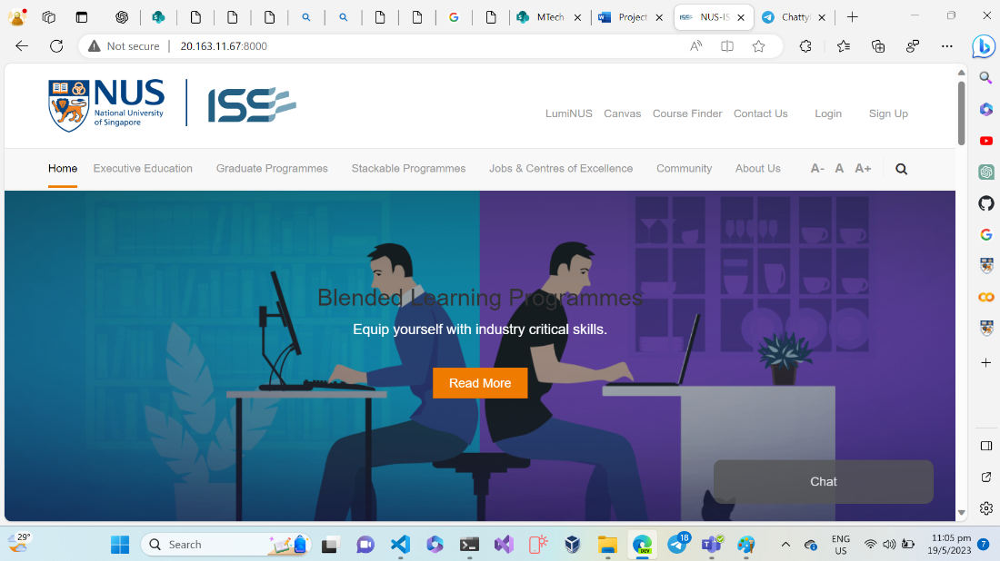 MTech
Project
NUS-IS
Chatty
Not secure
20.163.11.67:8000
NUS
National University
of Singapore
ISS
LumiNUS Canvas Course Finder Contact Us Login Sign Up
Home Executive Education Graduate Programmes Stackable Programmes Jobs & Centres of Excellence Community About Us A- A A+
Blended Learning Programmes
Equip yourself with industry critical skills.
Read More
Chat
29°
Search
DEV
18
ENG
US
11:05 pm
19/5/2023
7